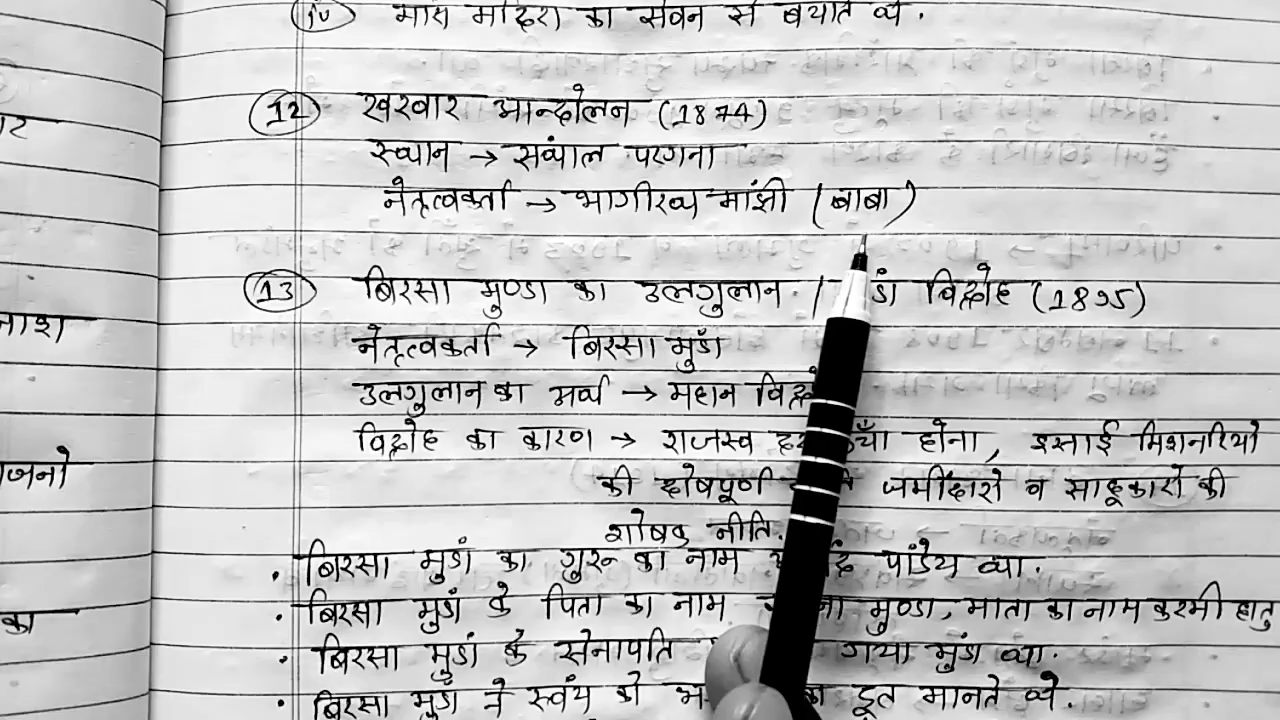 iv मांस मदिरा का सेवन से बचाते थे.
12 खरवार आन्दोलन (1874)
स्थान → संथाल परगना
नेतृत्वकर्ता → भागीरथ मांझी (बाबा)
13 बिरसा मुण्डा का उलगुलान / विद्रोह (1895)
नेतृत्वकर्ता → बिरसा मुंडा
उलगुलान का अर्थ → महान
विद्रोह का कारण → राजस्व होना, इसाई मिशनरियो
की दोषपूर्ण जमींदारो व साहूकारो की
शोषक नीति.
. बिरसा मुडां का गुरु का नाम पांडेय था.
. बिरसा मुडां के पिता का नाम मुण्डा, माता का नाम करमी हातु
. बिरसा मुडां के सेनापति गया मुंडा था.
. बिरसा मुडा ने स्वंय को दूत मानते थे.
नाश
जनो
का